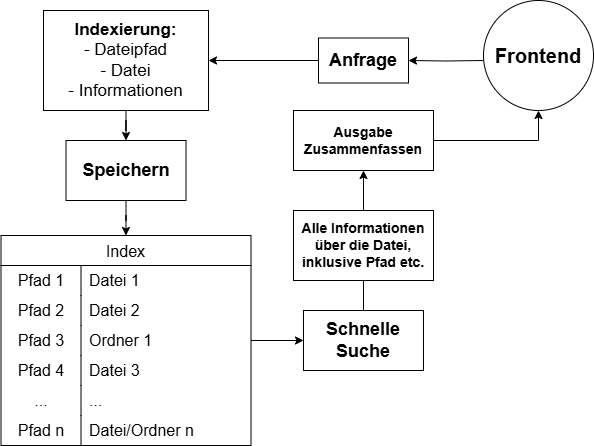 Indexierung:
- Dateipfad
- Datei
- Informationen
Anfrage
Frontend
Speichern
Ausgabe
Zusammenfassen
Alle Informationen
über die Datei,
inklusive Pfad etc.
Schnelle
Suche
Index
Pfad 1 Datei 1
Pfad 2 Datei 2
Pfad 3 Ordner 1
Pfad 4 Datei 3
... ...
Pfad n Datei/Ordner n